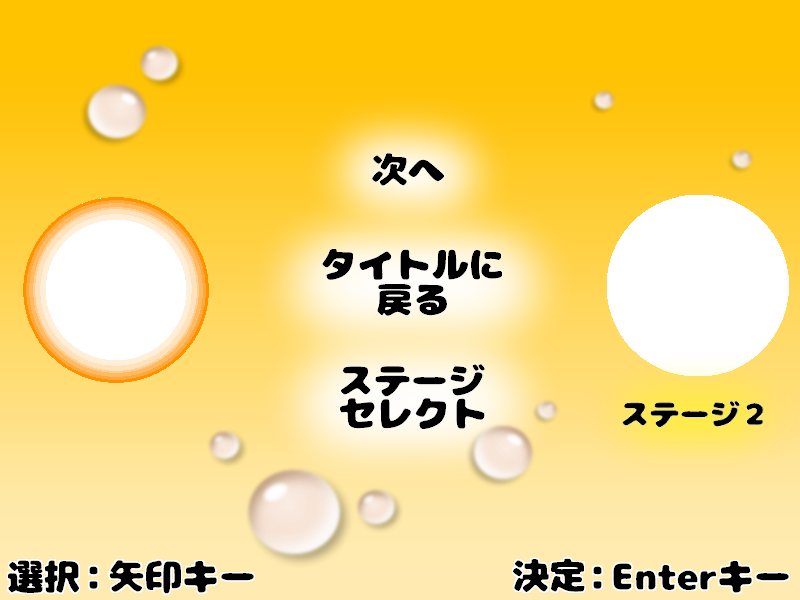 次へ
タイトルに
戻る
ステージ
セレクト
ステージ２
選択：矢印キー
決定：Enterキー